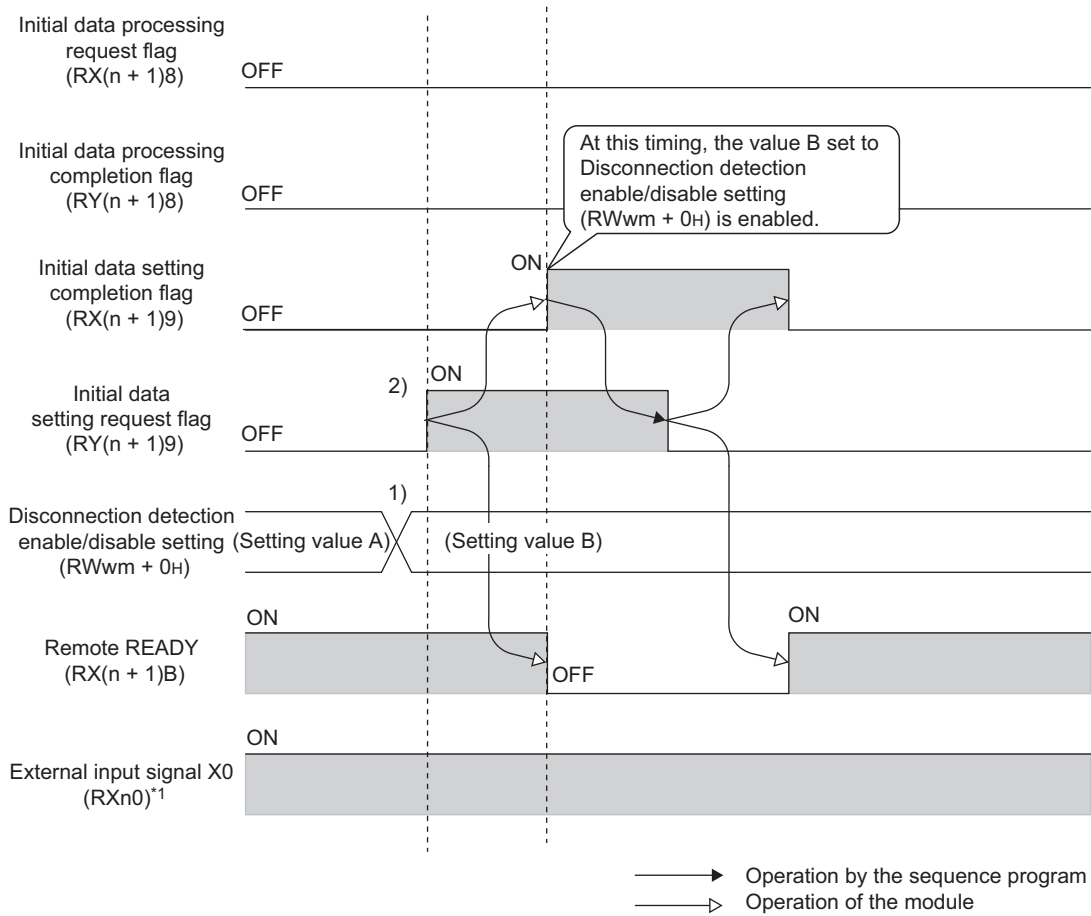 Initial data processing
request flag
(RX(n + 1)8)
OFF
Initial data processing
completion flag
(RY(n + 1)8)
OFF
At this timing, the value B set to
Disconnection detection
enable/disable setting
(RWwm + 0H) is enabled.
Initial data setting
completion flag
(RX(n + 1)9)
ON
OFF
Initial data
setting request flag
(RY(n + 1)9)
2)
ON
OFF
1)
Disconnection detection
enable/disable setting
(RWwm + 0H)
(Setting value A)
(Setting value B)
Remote READY
(RX(n + 1)B)
ON
OFF
ON
External input signal X0
(RXn0)*1
ON
Operation by the sequence program
Operation of the module